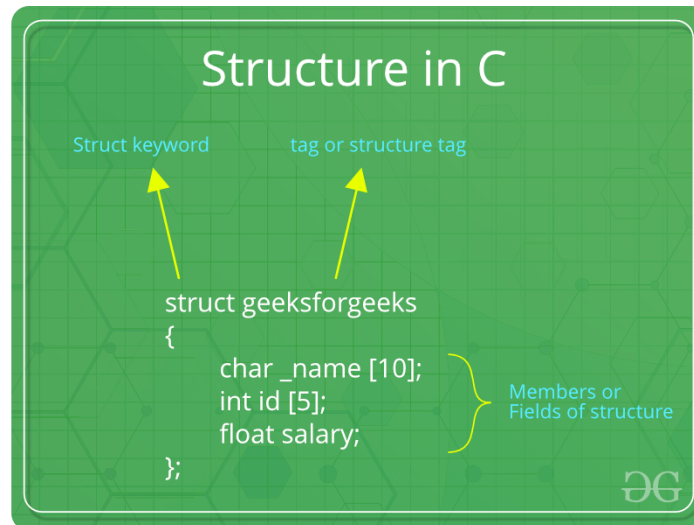 Structure in C
Struct keyword
tag or structure tag
struct geeksforgeeks
{
char _name [10];
int id [5];
float salary;
};
Members or
Fields of structure